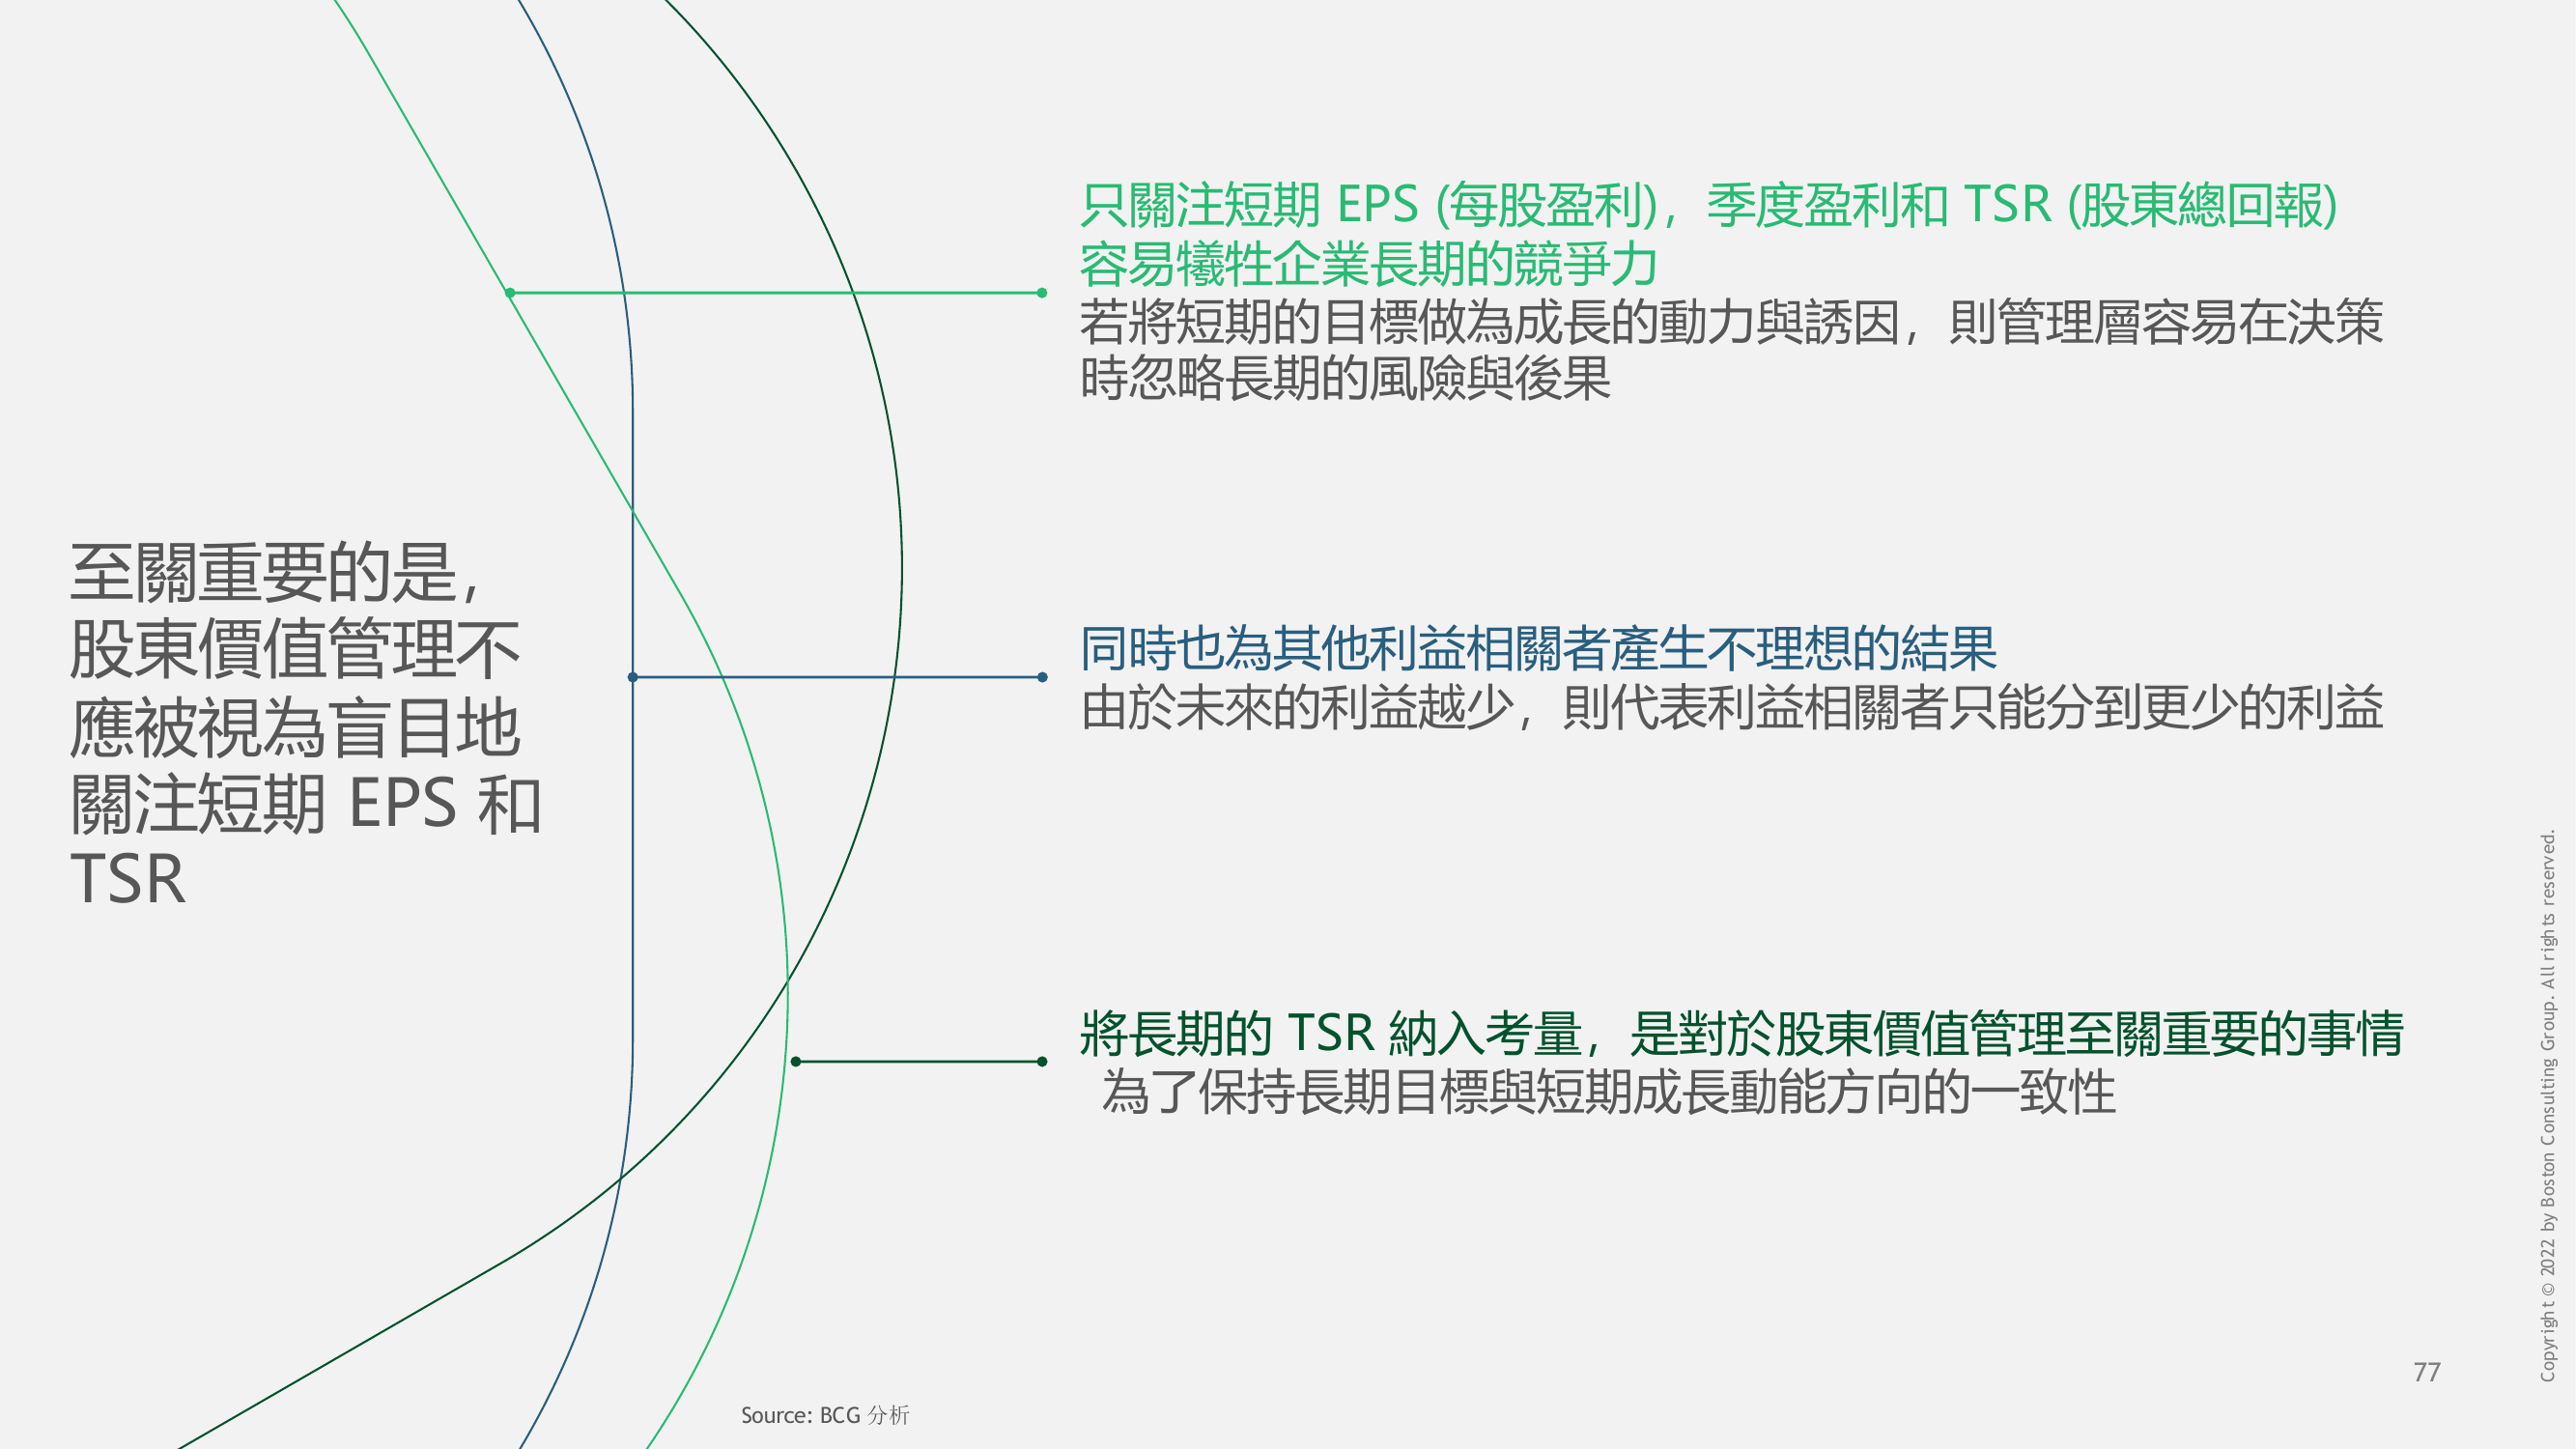 至關重要的是，
股東價值管理不
應被視為盲目地
關注短期 EPS 和
TSR
只關注短期 EPS (每股盈利)，季度盈利和 TSR (股東總回報)
容易犧牲企業長期的競爭力
若將短期的目標做為成長的動力與誘因，則管理層容易在決策
時忽略長期的風險與後果
同時也為其他利益相關者產生不理想的結果
由於未來的利益越少，則代表利益相關者只能分到更少的利益
將長期的 TSR 納入考量，是對於股東價值管理至關重要的事情
為了保持長期目標與短期成長動能方向的一致性
Source: BCG 分析
77
Copyright © 2022 by Boston Consulting Group. All rights reserved.